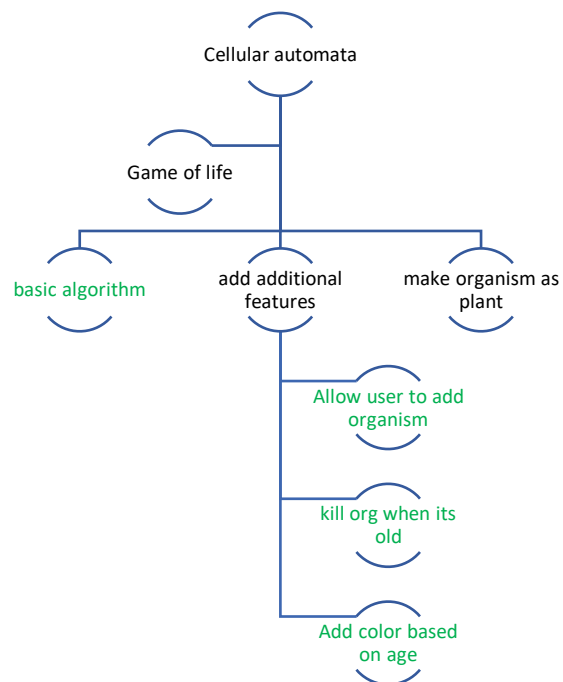 Cellular automata
Game of life
basic algorithm
add additional
features
make organism as
plant
Allow user to add
organism
kill org when its
old
Add color based
on age